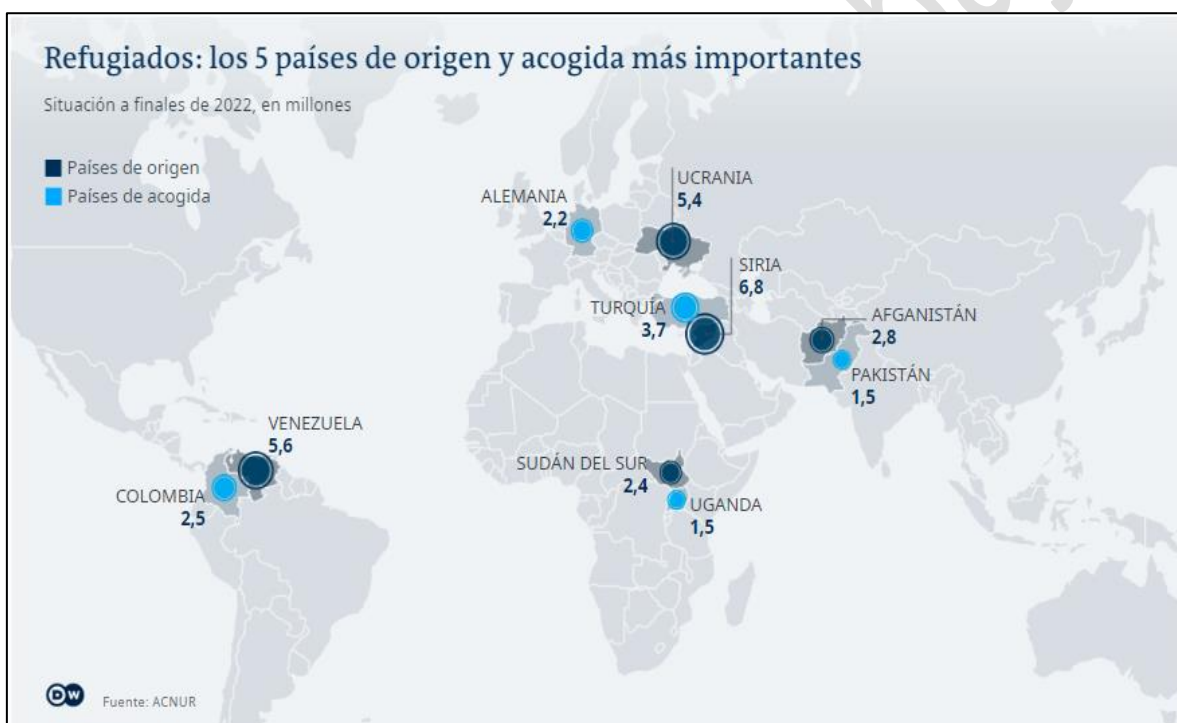 Refugiados: los 5 países de origen y acogida más importantes
Situación a finales de 2022, en millones
Países de origen
Países de acogida
UCRANIA
5,4
ALEMANIA
2,2
SIRIA
6,8
TURQUÍA
3,7
AFGANISTÁN
2,8
PAKISTÁN
1,5
VENEZUELA
5,6
COLOMBIA
2,5
SUDÁN DEL SUR
2,4
UGANDA
1,5
DW
Fuente: ACNUR